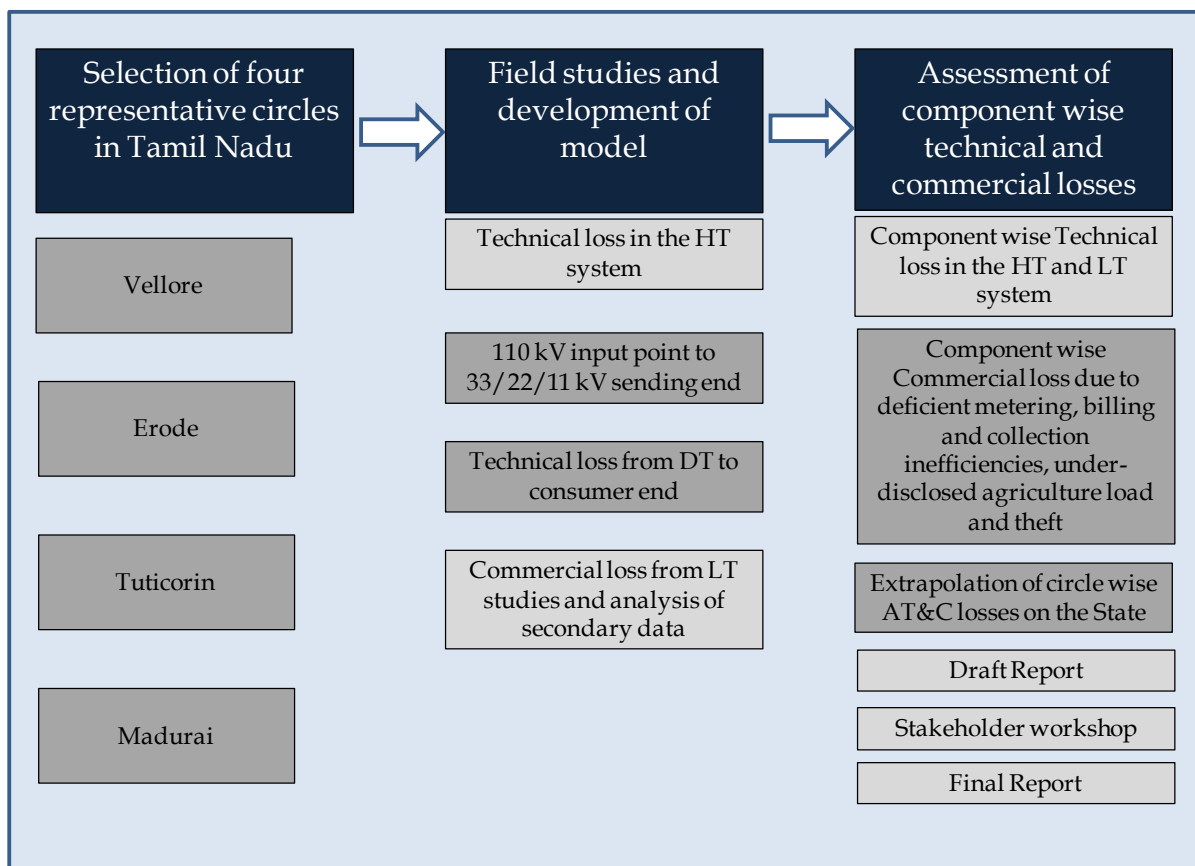 Selection of four
representative circles
in Tamil Nadu
Vellore
Erode
Tuticorin
Madurai
Field studies and
development of
model
Technical loss in the HT
system
110 kV input point to
33/22/11 kV sending end
Technical loss from DT to
consumer end
Commercial loss from LT
studies and analysis of
secondary data
Assessment of
component wise
technical and
commercial losses
Component wise Technical
loss in the HT and LT
system
Component wise
Commercial loss due to
deficient metering, billing
and collection
inefficiencies, under-
disclosed agriculture load
and theft
Extrapolation of circle wise
AT&C losses on the State
Draft Report
Stakeholder workshop
Final Report